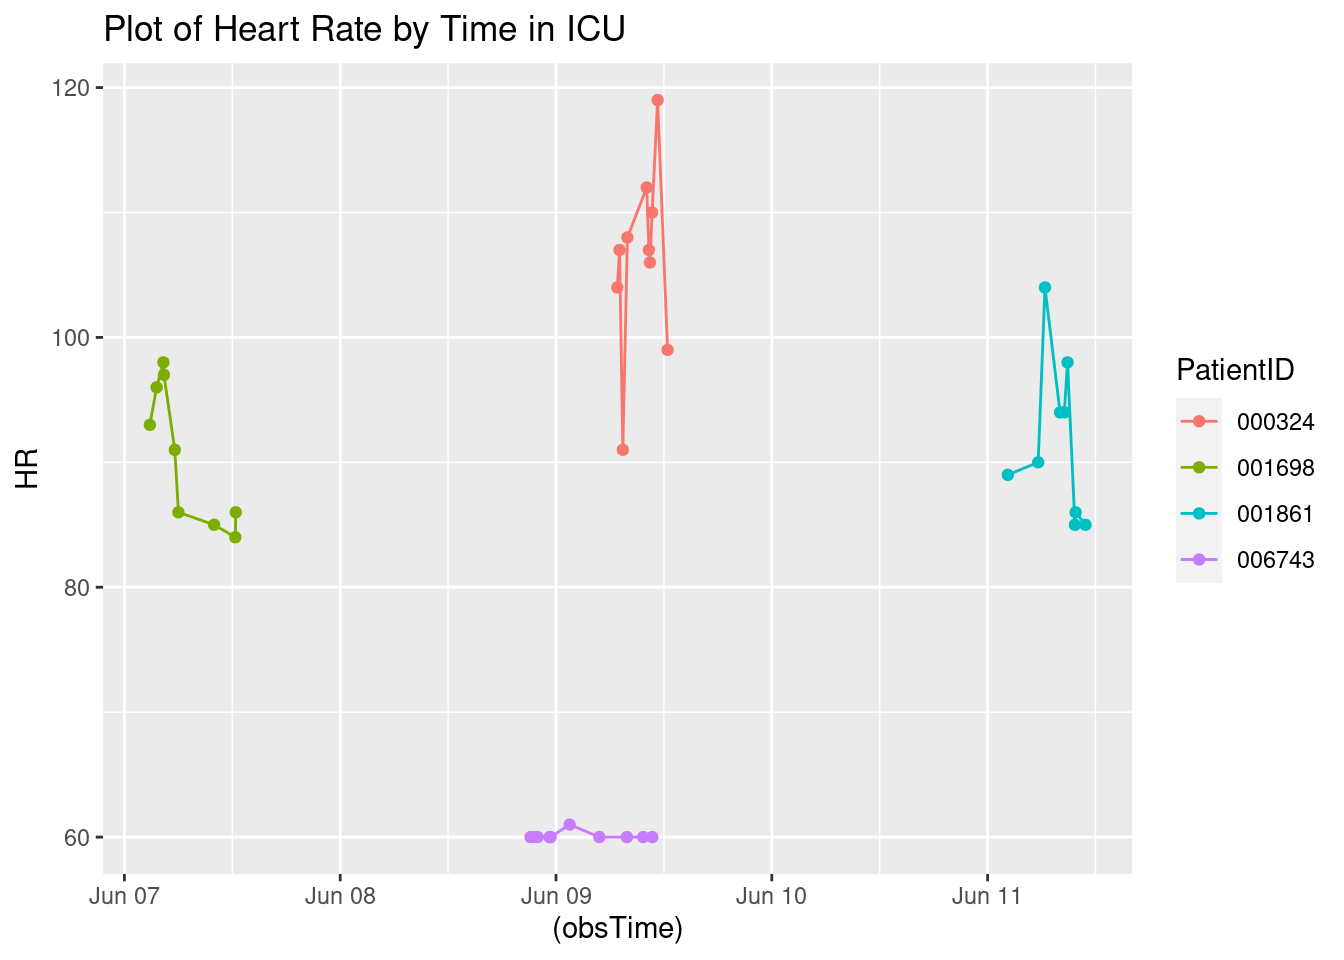 Plot of Heart Rate by Time in ICU
120
100
80
60
HR
Jun 07 Jun 08 Jun 09 Jun 10 Jun 11
(obsTime)
PatientID
000324
001698
001861
006743